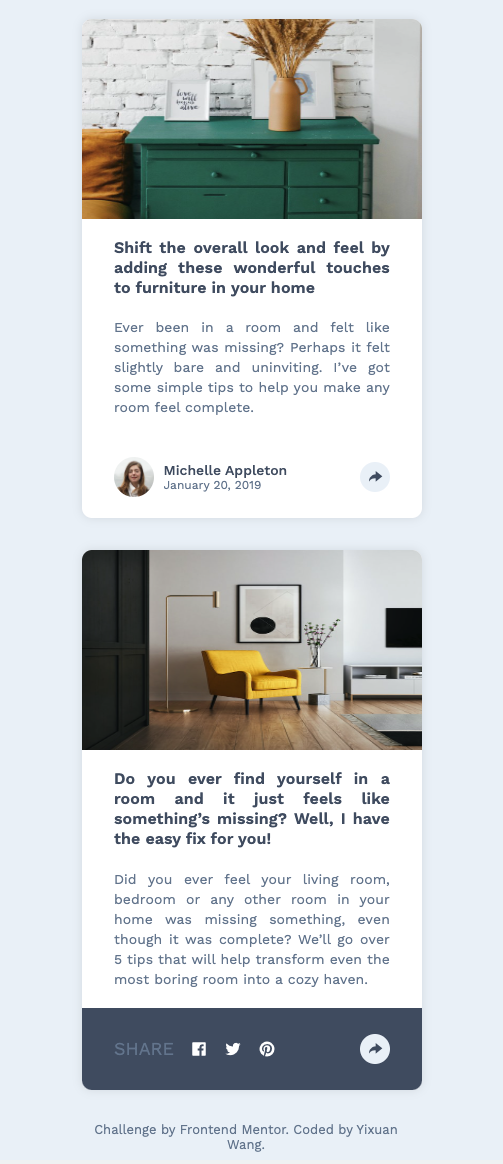 love
will
keep us
alive
Shift the overall look and feel by
adding these wonderful touches
to furniture in your home
Ever been in a room and felt like
something was missing? Perhaps it felt
slightly bare and uninviting. I’ve got
some simple tips to help you make any
room feel complete.
Michelle Appleton
January 20, 2019
Do you ever find yourself in a
room and it just feels like
something’s missing? Well, I have
the easy fix for you!
Did you ever feel your living room,
bedroom or any other room in your
home was missing something, even
though it was complete? We’ll go over
5 tips that will help transform even the
most boring room into a cozy haven.
SHARE
Challenge by Frontend Mentor. Coded by Yixuan
Wang.